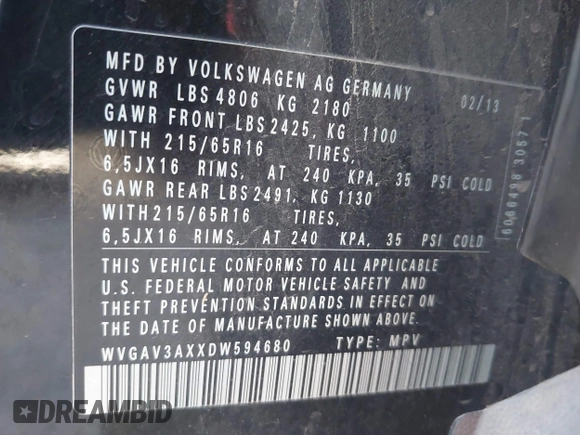 MFD BY VOLKSWAGEN AG GERMANY
GVWR LBS 4806 KG 2180 02/13
GAWR FRONT LBS 2425, KG 1100
WITH 215/65R16 TIRES,
6,5JX16 RIMS, AT 240 KPA, 35 PSI COLD
GAWR REAR LBS 2491, KG 1130
WITH 215/65R16 TIRES,
6,5JX16 RIMS, AT 240 KPA, 35 PSI COLD
THIS VEHICLE CONFORMS TO ALL APPLICABLE
U.S. FEDERAL MOTOR VEHICLE SAFETY AND
THEFT PREVENTION STANDARDS IN EFFECT ON
THE DATE OF MANUFACTURE SHOWN ABOVE.
WVGAV3AXXDW594680 TYPE: MPV
DREAMBID